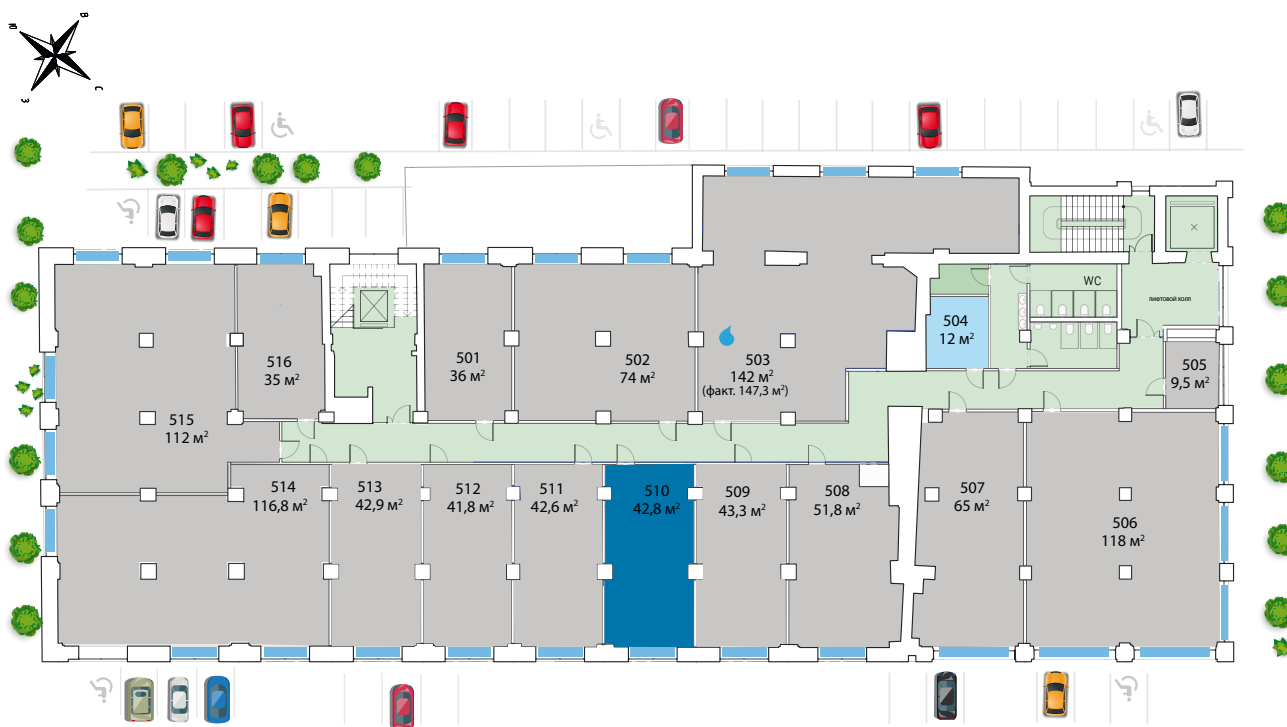 В
Ю
С
З
WC
ЛИФТОВОЙ ХОЛЛ
504
12 м²
516
35 м²
501
36 м²
502
74 м²
503
142 м²
(факт. 147,3 м²)
505
9,5 м²
515
112 м²
514
116,8 м²
513
42,9 м²
512
41,8 м²
511
42,6 м²
510
42,8 м²
509
43,3 м²
508
51,8 м²
507
65 м²
506
118 м²